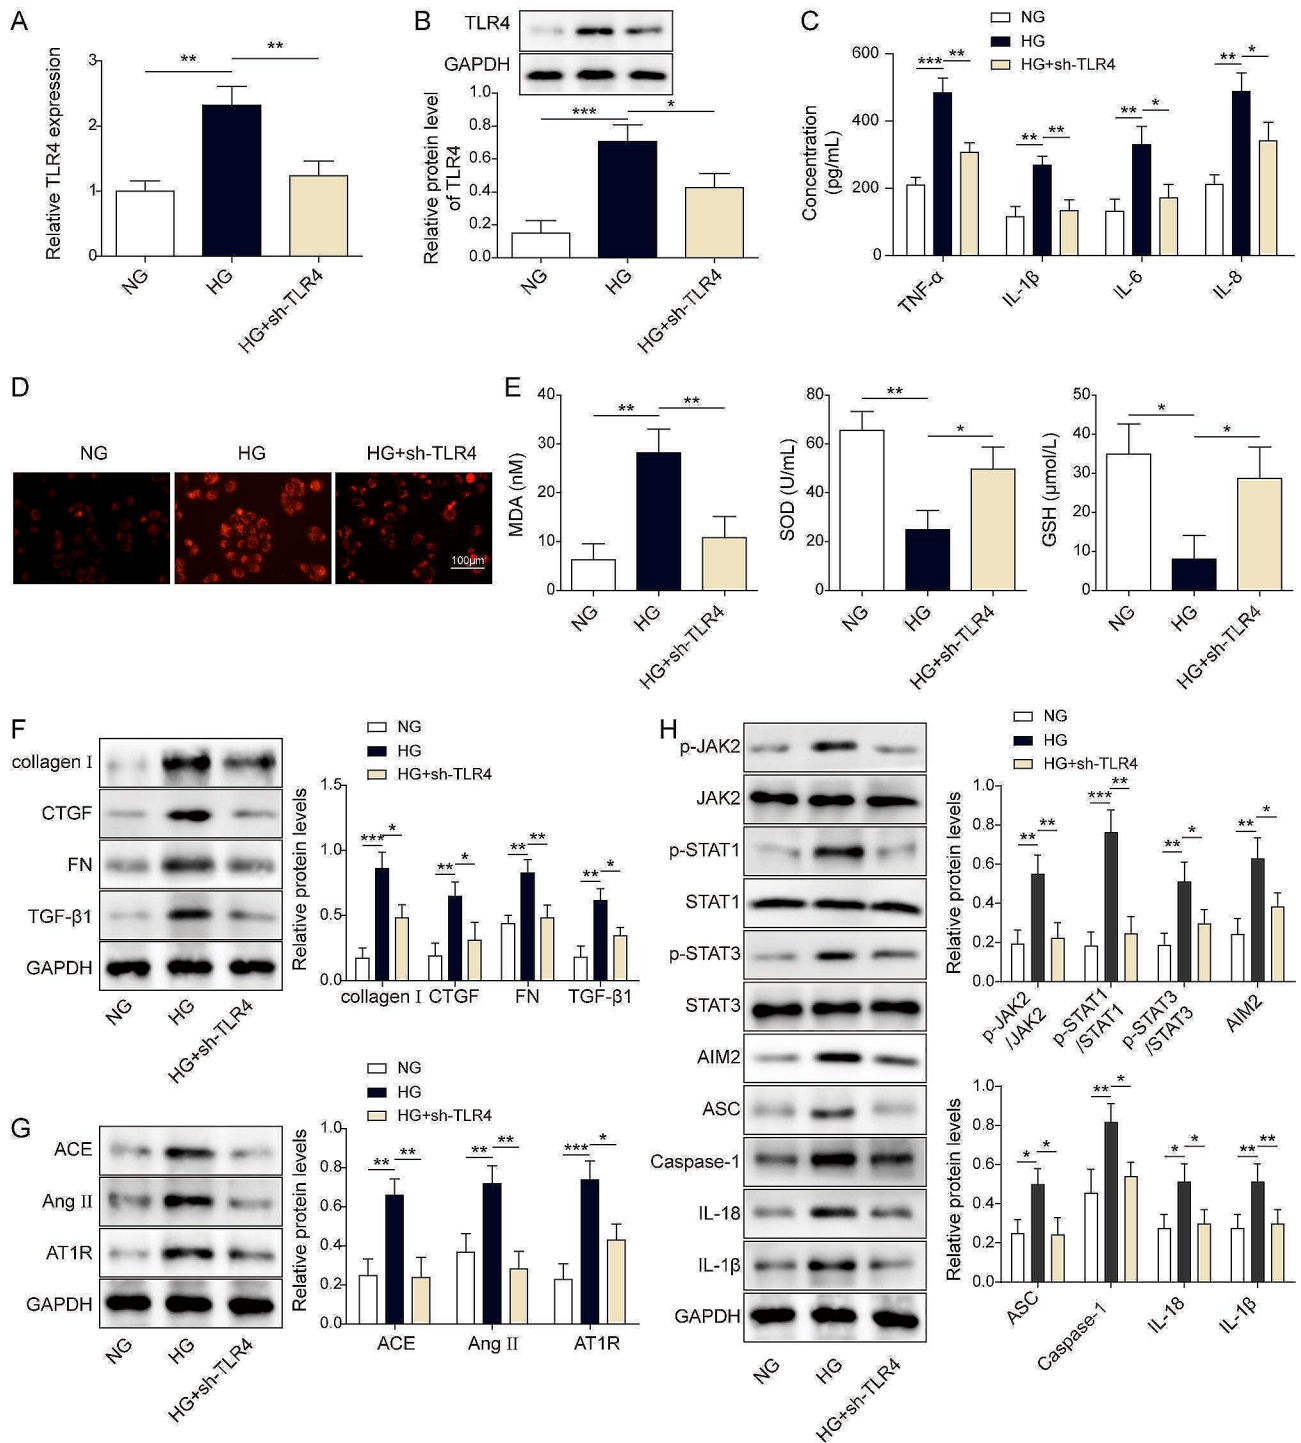 A
Relative TLR4 expression
3
2
1
0
**
**
NG
HG
HG+sh-TLR4
B
TLR4
GAPDH
Relative protein level
of TLR4
1.0
0.8
0.6
0.4
0.2
0.0
***
*
NG
HG
HG+sh-TLR4
C
NG
HG
HG+sh-TLR4
Concentration
(pg/mL)
600
400
200
0
*** **
** **
** *
** *
TNF-α
IL-1β
IL-6
IL-8
D
NG
HG
HG+sh-TLR4
100μm
E
MDA (nM)
40
30
20
10
0
**
**
NG
HG
HG+sh-TLR4
SOD (U/mL)
80
60
40
20
0
**
*
NG
HG
HG+sh-TLR4
GSH (μmol/L)
50
40
30
20
10
0
*
*
NG
HG
HG+sh-TLR4
F
collagen I
CTGF
FN
TGF-β1
GAPDH
NG
HG
HG+sh-TLR4
NG
HG
HG+sh-TLR4
Relative protein levels
1.5
1.0
0.5
0.0
*** *
** *
** **
** *
collagen I
CTGF
FN
TGF-β1
G
ACE
Ang II
AT1R
GAPDH
NG
HG
HG+sh-TLR4
NG
HG
HG+sh-TLR4
Relative protein levels
1.0
0.8
0.6
0.4
0.2
0.0
** **
** **
*** *
ACE
Ang II
AT1R
H
p-JAK2
JAK2
p-STAT1
STAT1
p-STAT3
STAT3
AIM2
ASC
Caspase-1
IL-18
IL-1β
GAPDH
NG
HG
HG+sh-TLR4
NG
HG
HG+sh-TLR4
Relative protein levels
1.0
0.8
0.6
0.4
0.2
0.0
** **
*** **
** *
** *
p-JAK2
/JAK2
p-STAT1
/STAT1
p-STAT3
/STAT3
AIM2
Relative protein levels
1.0
0.8
0.6
0.4
0.2
0.0
* *
** *
* *
** **
ASC
Caspase-1
IL-18
IL-1β